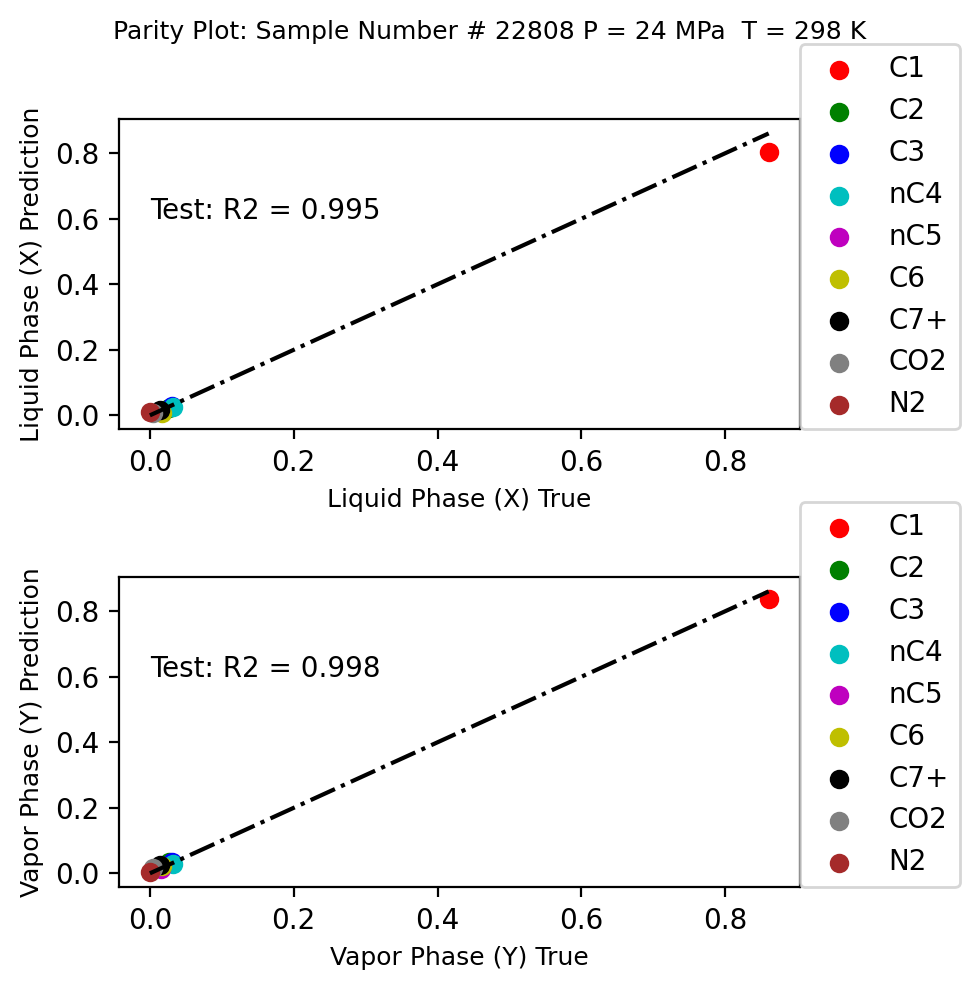 Parity Plot: Sample Number # 22808 P = 24 MPa  T = 298 K
C1
C2
C3
nC4
nC5
C6
C7+
CO2
N2
Liquid Phase (X) Prediction
0.8
0.6
0.4
0.2
0.0
Test: R2 = 0.995
0.0 0.2 0.4 0.6 0.8
Liquid Phase (X) True
C1
C2
C3
nC4
nC5
C6
C7+
CO2
N2
Vapor Phase (Y) Prediction
0.8
0.6
0.4
0.2
0.0
Test: R2 = 0.998
0.0 0.2 0.4 0.6 0.8
Vapor Phase (Y) True